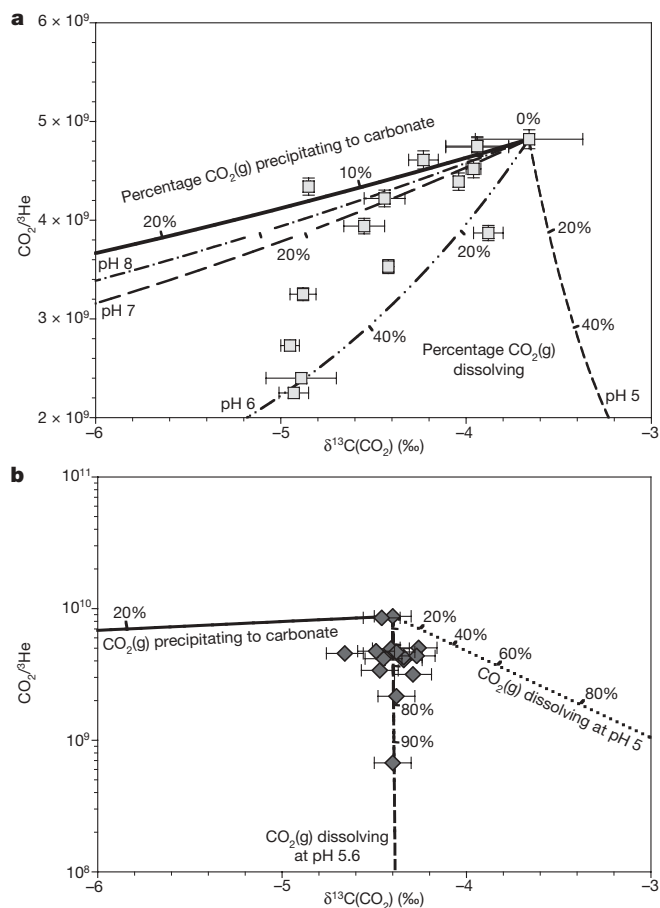 a
6 × 10⁹
5 × 10⁹
4 × 10⁹
3 × 10⁹
2 × 10⁹
CO₂/³He
Percentage CO₂(g) precipitating to carbonate
0%
10%
20%
pH 8
20%
pH 7
20%
20%
40%
40%
Percentage CO₂(g)
dissolving
pH 6
pH 5
−6
−5
−4
−3
δ¹³C(CO₂) (‰)
b
10¹¹
10¹⁰
10⁹
10⁸
CO₂/³He
20%
CO₂(g) precipitating to carbonate
20%
40%
60%
80%
CO₂(g) dissolving at pH 5
80%
90%
CO₂(g) dissolving
at pH 5.6
−6
−5
−4
−3
δ¹³C(CO₂) (‰)